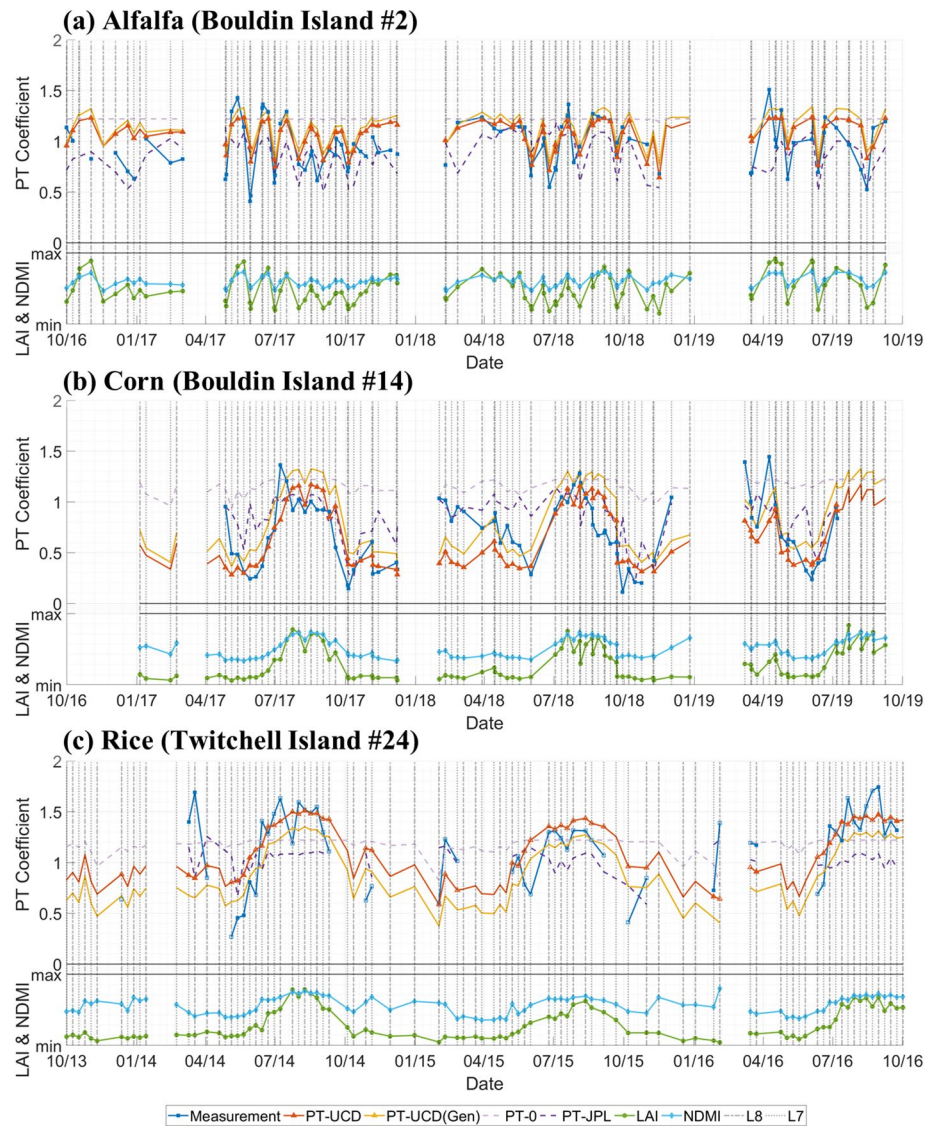 (a) Alfalfa (Bouldin Island #2)
2
1.5
1
0.5
0
PT Coefficient
max
min
LAI & NDMI
10/16 01/17 04/17 07/17 10/17 01/18 04/18 07/18 10/18 01/19 04/19 07/19 10/19
Date
(b) Corn (Bouldin Island #14)
2
1.5
1
0.5
0
PT Coefficient
max
min
LAI & NDMI
10/16 01/17 04/17 07/17 10/17 01/18 04/18 07/18 10/18 01/19 04/19 07/19 10/19
Date
(c) Rice (Twitchell Island #24)
2
1.5
1
0.5
0
PT Coefficient
max
min
LAI & NDMI
10/13 01/14 04/14 07/14 10/14 01/15 04/15 07/15 10/15 01/16 04/16 07/16 10/16
Date
Measurement PT-UCD PT-UCD(Gen) PT-0 PT-JPL LAI NDMI L8 L7